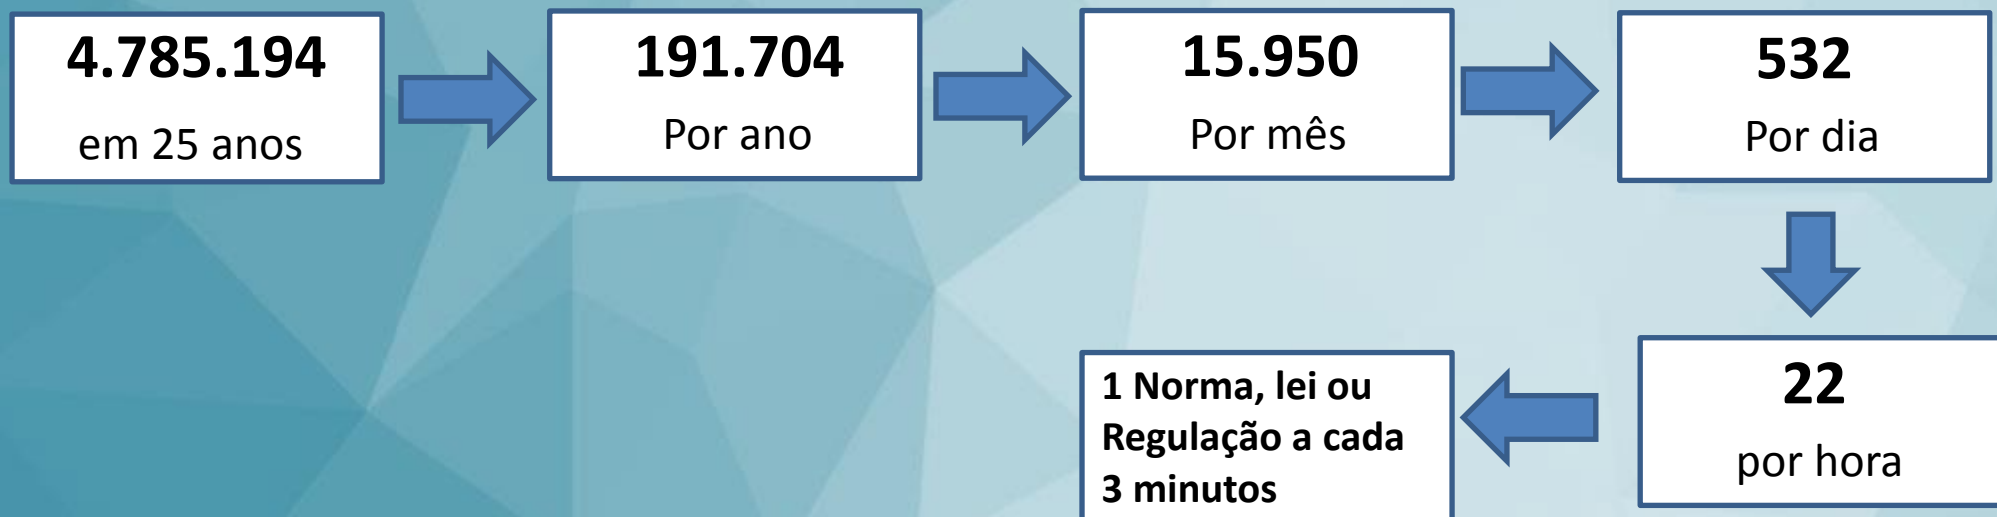 4.785.194
em 25 anos
191.704
Por ano
15.950
Por mês
532
Por dia
22
por hora
1 Norma, lei ou
Regulação a cada
3 minutos